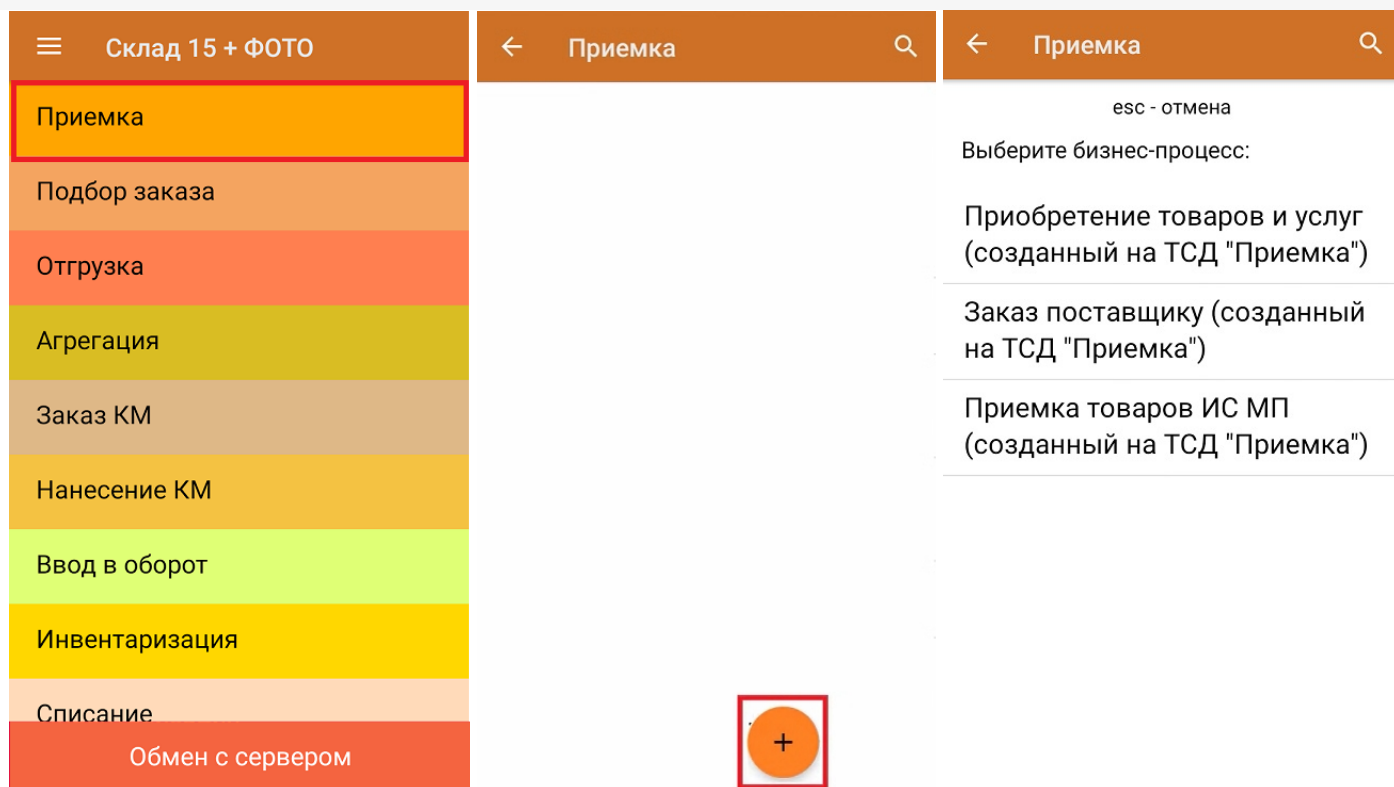 Склад 15 + ФОТО
Приемка
Подбор заказа
Отгрузка
Агрегация
Заказ КМ
Нанесение КМ
Ввод в оборот
Инвентаризация
Списание
Обмен с сервером
Приемка
+
Приемка
esc - отмена
Выберите бизнес-процесс:
Приобретение товаров и услуг
(созданный на ТСД "Приемка")
Заказ поставщику (созданный
на ТСД "Приемка")
Приемка товаров ИС МП
(созданный на ТСД "Приемка")